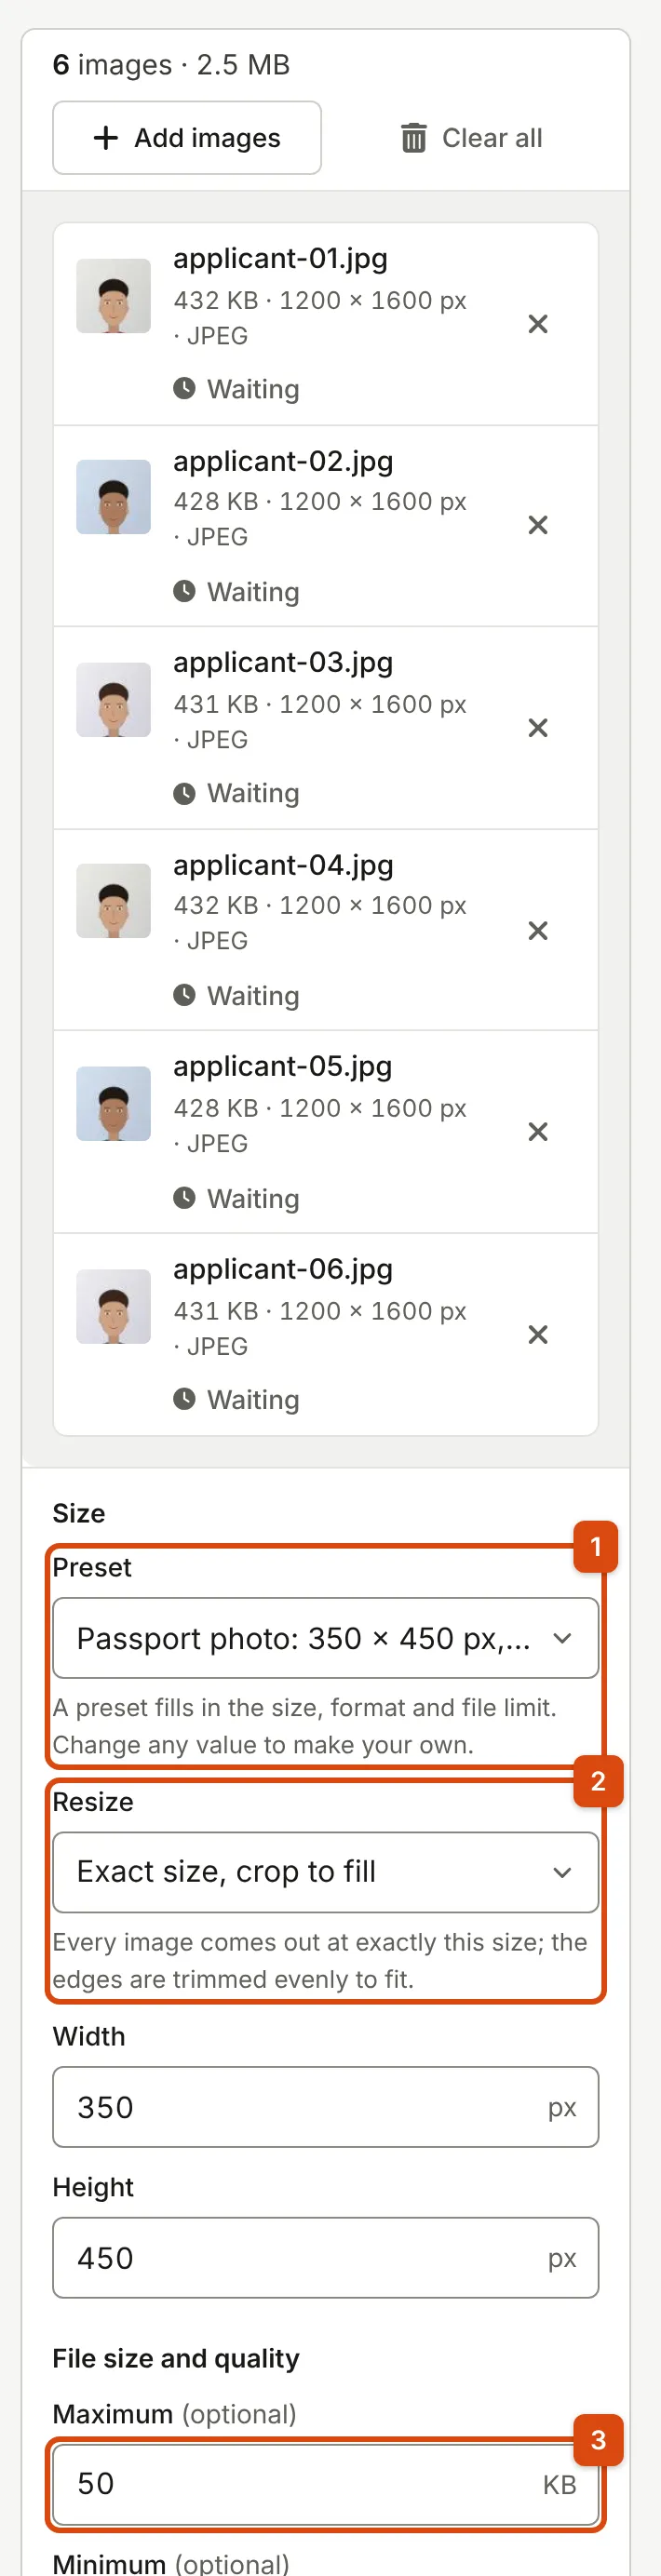 6 images · 2.5 MB
Add images
Clear all
applicant-01.jpg
432 KB · 1200 × 1600 px
· JPEG
Waiting
applicant-02.jpg
428 KB · 1200 × 1600 px
· JPEG
Waiting
applicant-03.jpg
431 KB · 1200 × 1600 px
· JPEG
Waiting
applicant-04.jpg
432 KB · 1200 × 1600 px
· JPEG
Waiting
applicant-05.jpg
428 KB · 1200 × 1600 px
· JPEG
Waiting
applicant-06.jpg
431 KB · 1200 × 1600 px
· JPEG
Waiting
Size
1
Preset
Passport photo: 350 × 450 px,...
A preset fills in the size, format and file limit.
Change any value to make your own.
2
Resize
Exact size, crop to fill
Every image comes out at exactly this size; the
edges are trimmed evenly to fit.
Width
350 px
Height
450 px
File size and quality
Maximum (optional)
3
50 KB
Minimum (optional)